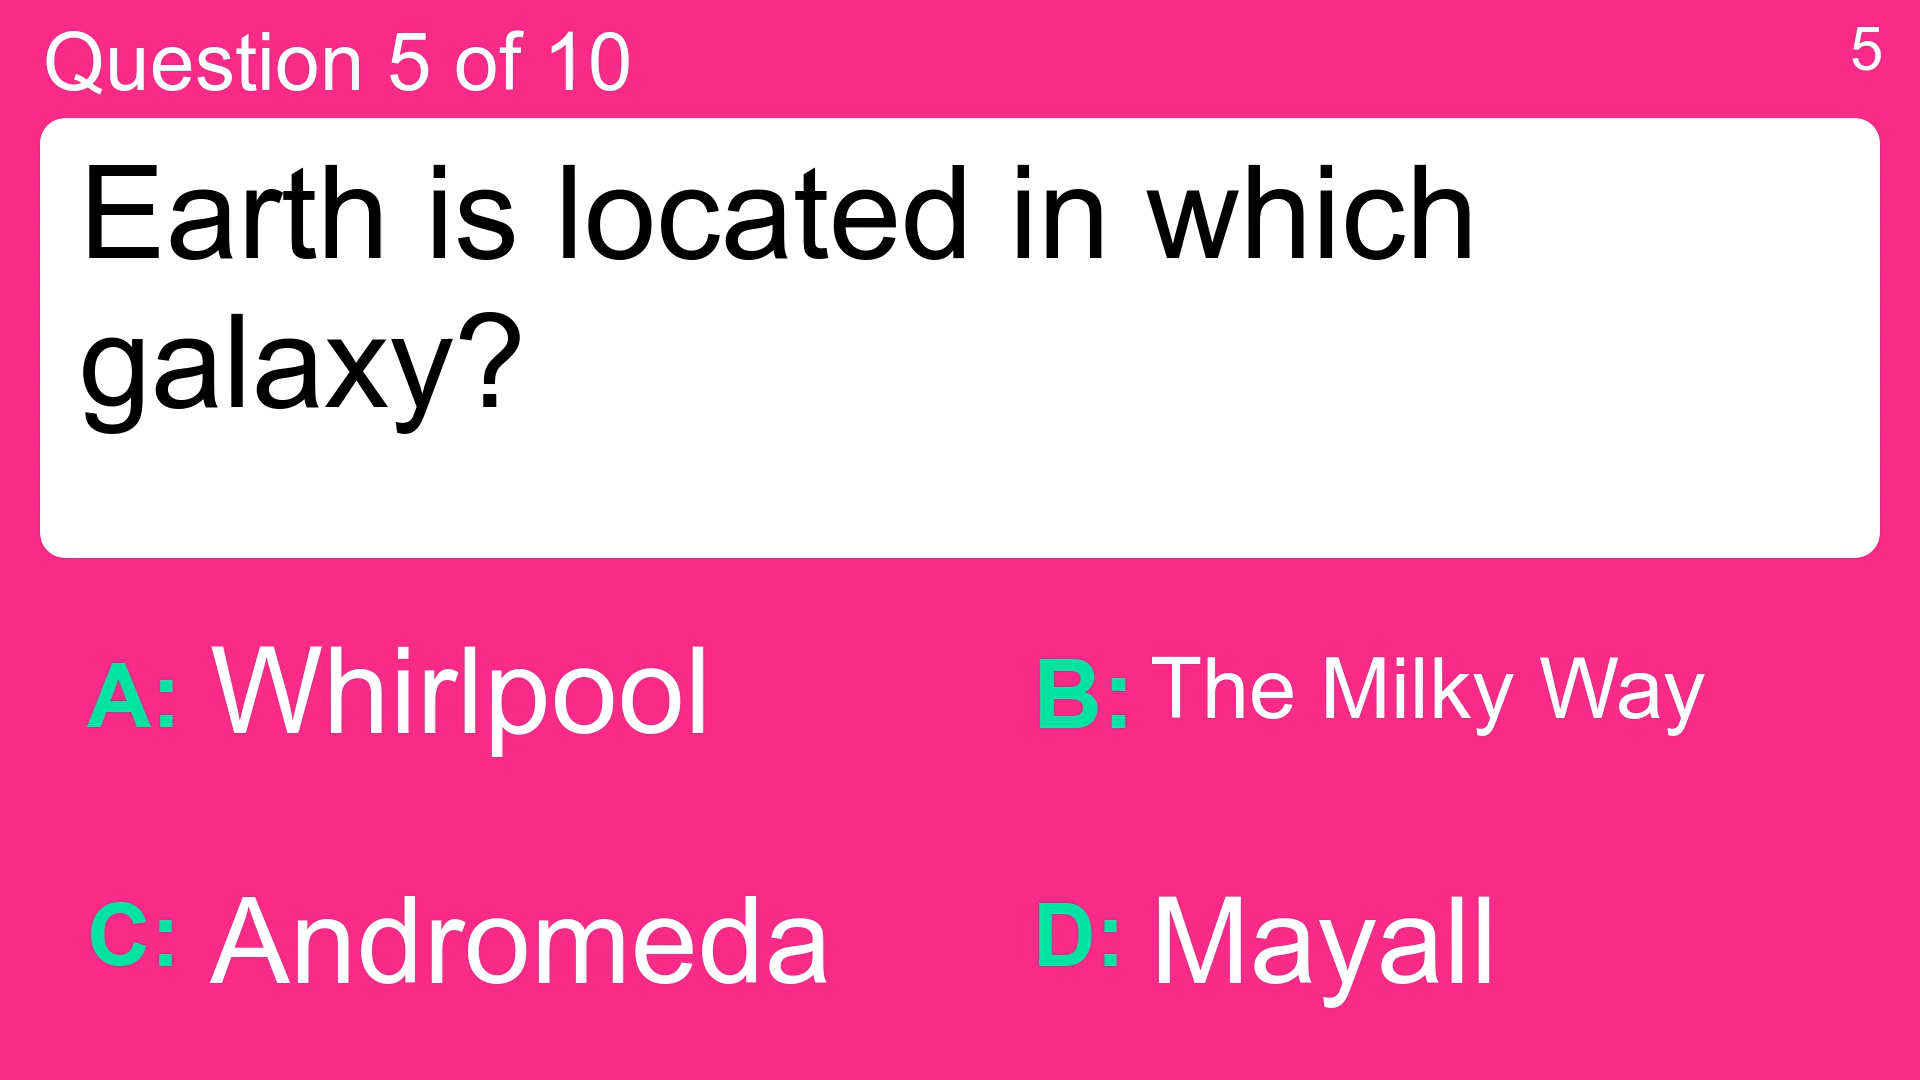 Question 5 of 10
5
Earth is located in which
galaxy?
A: Whirlpool
B: The Milky Way
C: Andromeda
D: Mayall